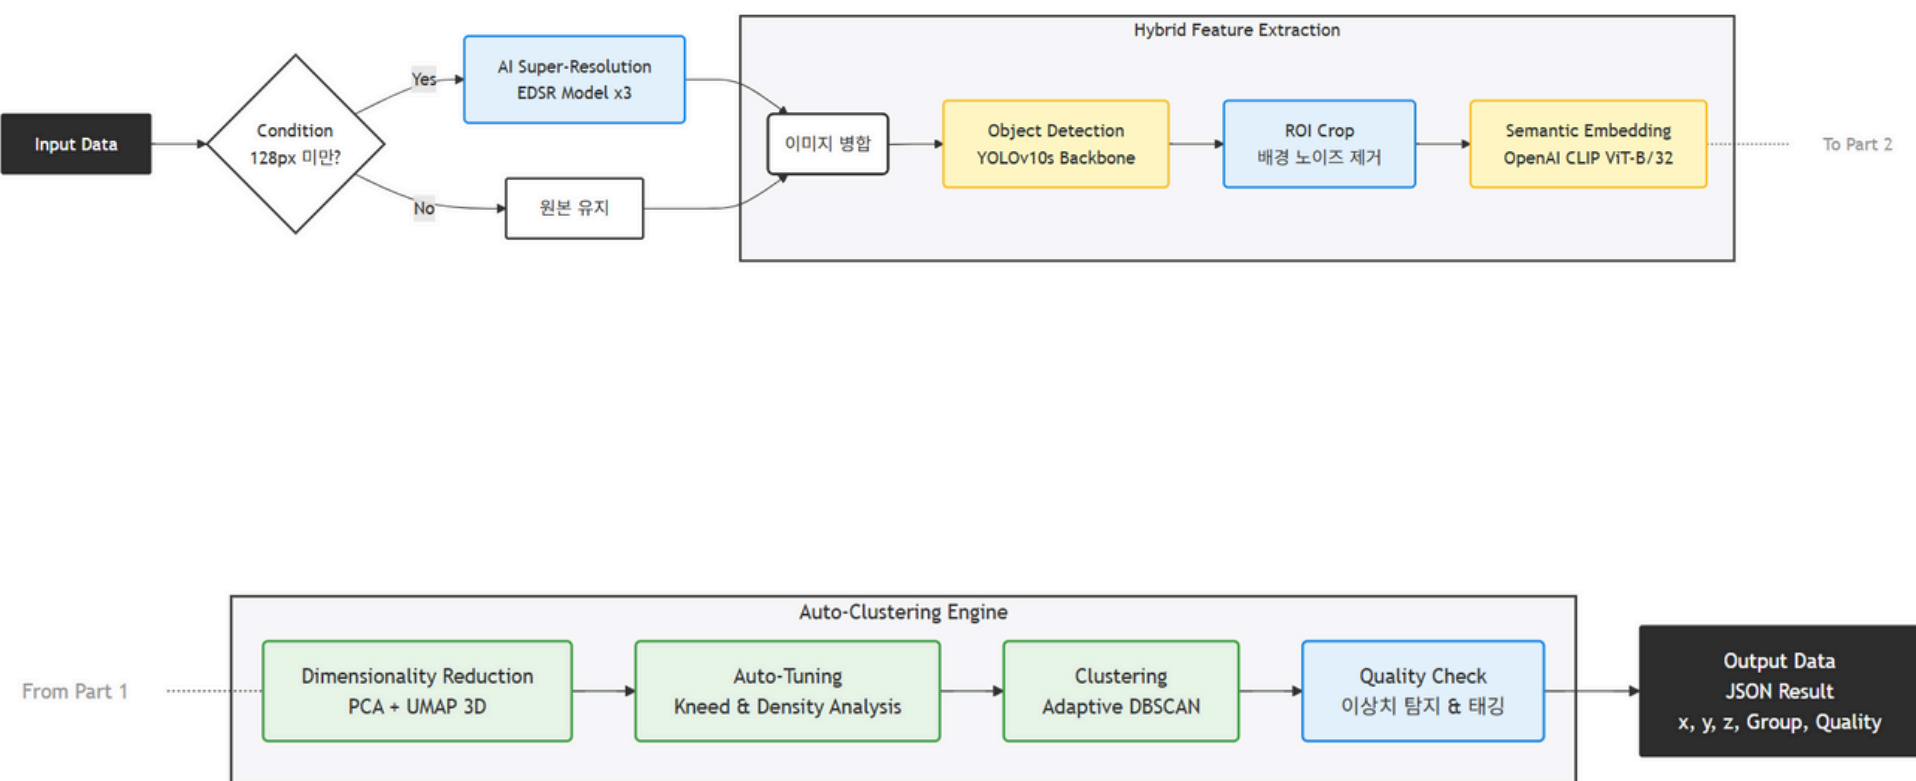 Hybrid Feature Extraction
Input Data
Condition
128px 미만?
Yes
No
AI Super-Resolution
EDSR Model x3
원본 유지
이미지 병합
Object Detection
YOLOv10s Backbone
ROI Crop
배경 노이즈 제거
Semantic Embedding
OpenAI CLIP ViT-B/32
To Part 2
Auto-Clustering Engine
From Part 1
Dimensionality Reduction
PCA + UMAP 3D
Auto-Tuning
Kneed & Density Analysis
Clustering
Adaptive DBSCAN
Quality Check
이상치 탐지 & 태깅
Output Data
JSON Result
x, y, z, Group, Quality